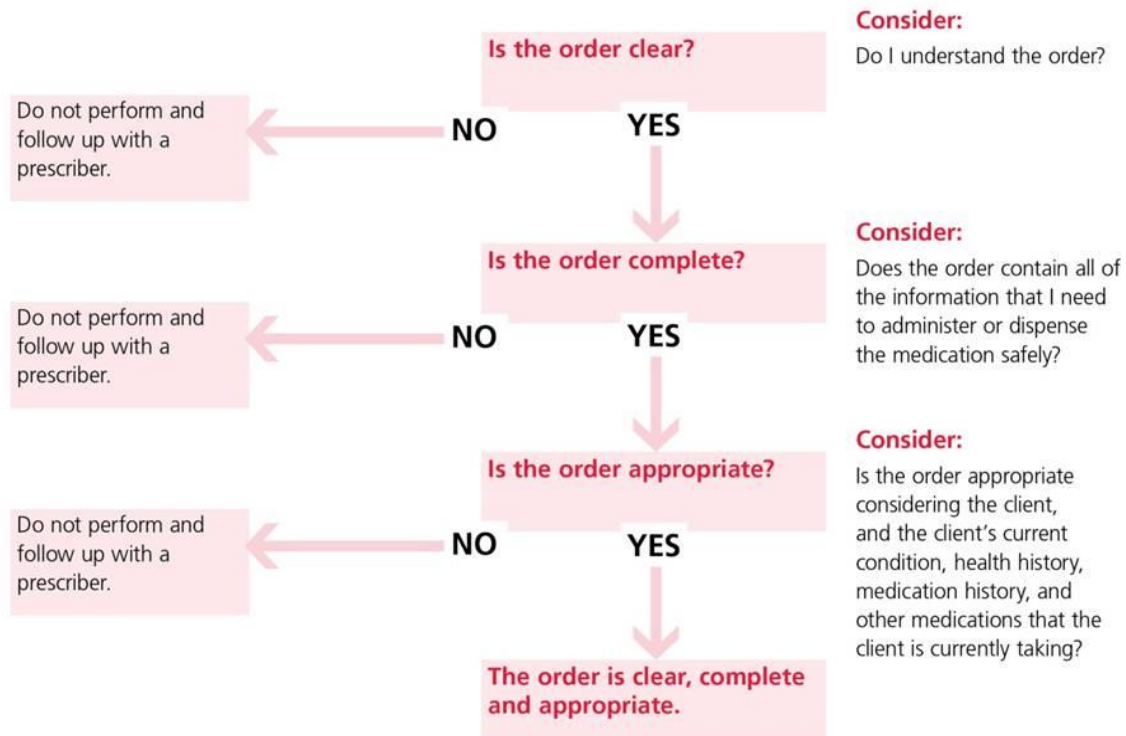 Is the order clear?
Consider:
Do I understand the order?
Do not perform and
follow up with a
prescriber.
NO
YES
Is the order complete?
Consider:
Does the order contain all of
the information that I need
to administer or dispense
the medication safely?
Do not perform and
follow up with a
prescriber.
NO
YES
Is the order appropriate?
Consider:
Is the order appropriate
considering the client,
and the client's current
condition, health history,
medication history, and
other medications that the
client is currently taking?
Do not perform and
follow up with a
prescriber.
NO
YES
The order is clear, complete
and appropriate.